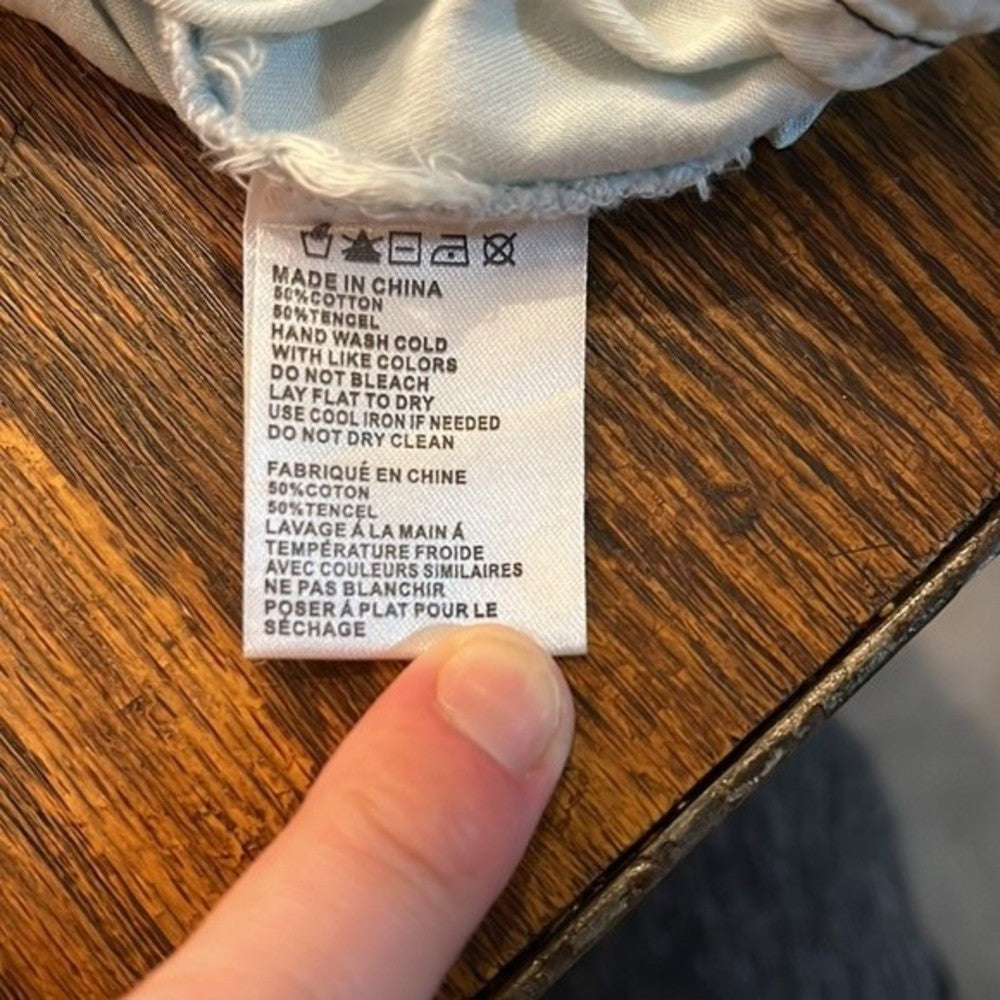 MADE IN CHINA
50%COTTON
50%TENCEL
HAND WASH COLD
WITH LIKE COLORS
DO NOT BLEACH
LAY FLAT TO DRY
USE COOL IRON IF NEEDED
DO NOT DRY CLEAN
FABRIQUÉ EN CHINE
50%COTON
50%TENCEL
LAVAGE Á LA MAIN Á
TEMPÉRATURE FROIDE
AVEC COULEURS SIMILAIRES
NE PAS BLANCHIR
POSER Á PLAT POUR LE
SÉCHAGE